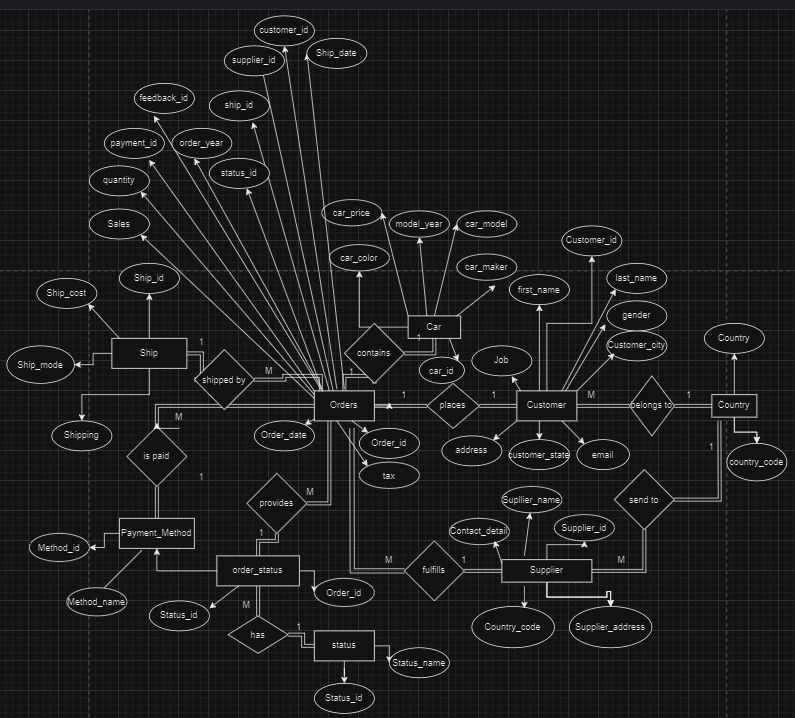 customer_id
supplier_id
Ship_date
feedback_id
ship_id
payment_id
order_year
status_id
quantity
Sales
car_price
model_year
car_model
Customer_id
car_color
car_maker
Ship_id
Ship_cost
first_name
last_name
gender
Car
1
Customer_city
Country
1
Ship
contains
Ship_mode
Job
car_id
1
M
shipped by
1
1
M
1
Orders
places
Customer
belongs to
Country
M
Shipping
Order_date
Order_id
address
customer_state
email
1
country_code
is paid
1
tax
M
provides
send to
Supllier_name
Payment_Method
1
Contact_detail
Supplier_id
Method_id
M
1
M
order_status
fulfills
Supplier
Order_id
Method_name
M
Status_id
has
1
Country_code
Supplier_address
status
Status_name
Status_id